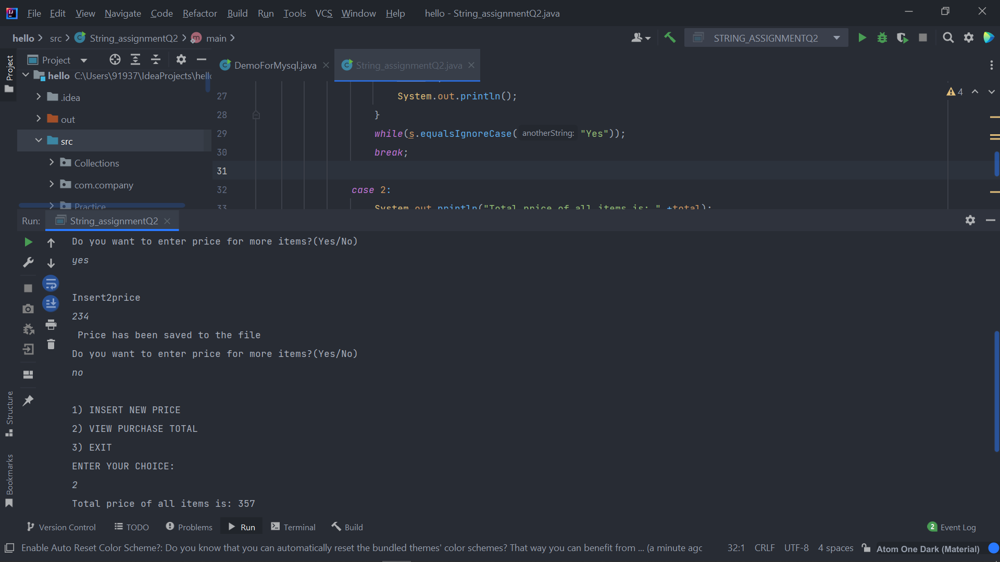 File Edit View Navigate Code Refactor Build Run Tools VCS Window Help hello - String_assignmentQ2.java
hello src String_assignmentQ2 main STRING_ASSIGNMENTQ2
Project Project DemoForMysql.java String_assignmentQ2.java
hello C:\Users\91937\IdeaProjects\hello
.idea
out
src
Collections
com.company
Practice
27 System.out.println();
28 }
29 while(s.equalsIgnoreCase( anotherString: "Yes"));
30 break;
31
32 case 2:
33 System.out.println("Total price of all items is: " +total);
4
Run: String_assignmentQ2
Do you want to enter price for more items?(Yes/No)
yes
Insert2price
234
Price has been saved to the file
Do you want to enter price for more items?(Yes/No)
no
1) INSERT NEW PRICE
2) VIEW PURCHASE TOTAL
3) EXIT
ENTER YOUR CHOICE:
2
Total price of all items is: 357
Structure
Bookmarks
Version Control TODO Problems Run Terminal Build 2 Event Log
Enable Auto Reset Color Scheme?: Do you know that you can automatically reset the bundled themes' color schemes? That way you can benefit from ... (a minute agc 32:1 CRLF UTF-8 4 spaces Atom One Dark (Material)